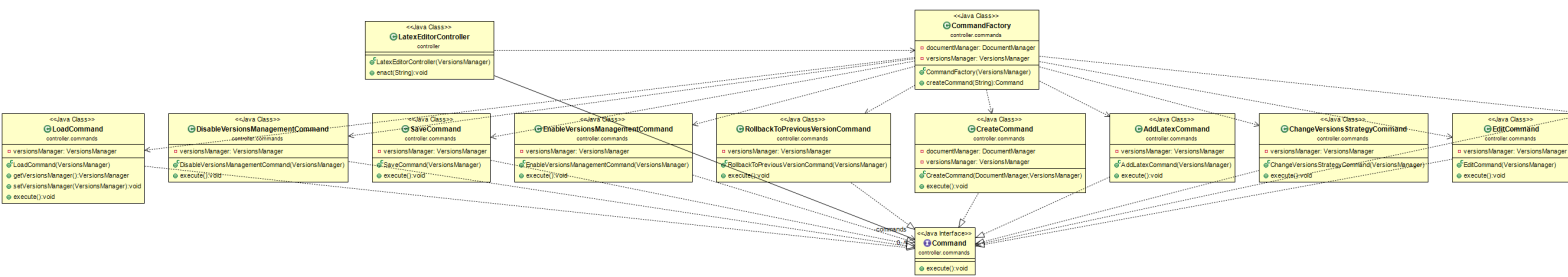 <<Java Class>>
LatexEditorController
controller
LatexEditorController(VersionsManager)
enact(String):void
<<Java Class>>
CommandFactory
controller.commands
documentManager: DocumentManager
versionsManager: VersionsManager
CommandFactory(VersionsManager)
createCommand(String):Command
<<Java Class>>
LoadCommand
controller.commands
versionsManager: VersionsManager
LoadCommand(VersionsManager)
getVersionsManager():VersionsManager
setVersionsManager(VersionsManager):void
execute():void
<<Java Class>>
DisableVersionsManagementCommand
controller.commands
versionsManager: VersionsManager
DisableVersionsManagementCommand(VersionsManager)
execute():void
<<Java Class>>
SaveCommand
controller.commands
versionsManager: VersionsManager
SaveCommand(VersionsManager)
execute():void
<<Java Class>>
EnableVersionsManagementCommand
controller.commands
versionsManager: VersionsManager
EnableVersionsManagementCommand(VersionsManager)
execute():void
<<Java Class>>
RollbackToPreviousVersionCommand
controller.commands
versionsManager: VersionsManager
RollbackToPreviousVersionCommand(VersionsManager)
execute():void
<<Java Class>>
CreateCommand
controller.commands
documentManager: DocumentManager
versionsManager: VersionsManager
CreateCommand(DocumentManager,VersionsManager)
execute():void
<<Java Class>>
AddLatexCommand
controller.commands
versionsManager: VersionsManager
AddLatexCommand(VersionsManager)
execute():void
<<Java Class>>
ChangeVersionsStrategyCommand
controller.commands
versionsManager: VersionsManager
ChangeVersionsStrategyCommand(VersionsManager)
execute():void
<<Java Class>>
EditCommand
controller.commands
versionsManager: VersionsManager
EditCommand(VersionsManager)
execute():void
-commands
<<Java Interface>>
Command
controller.commands
execute():void